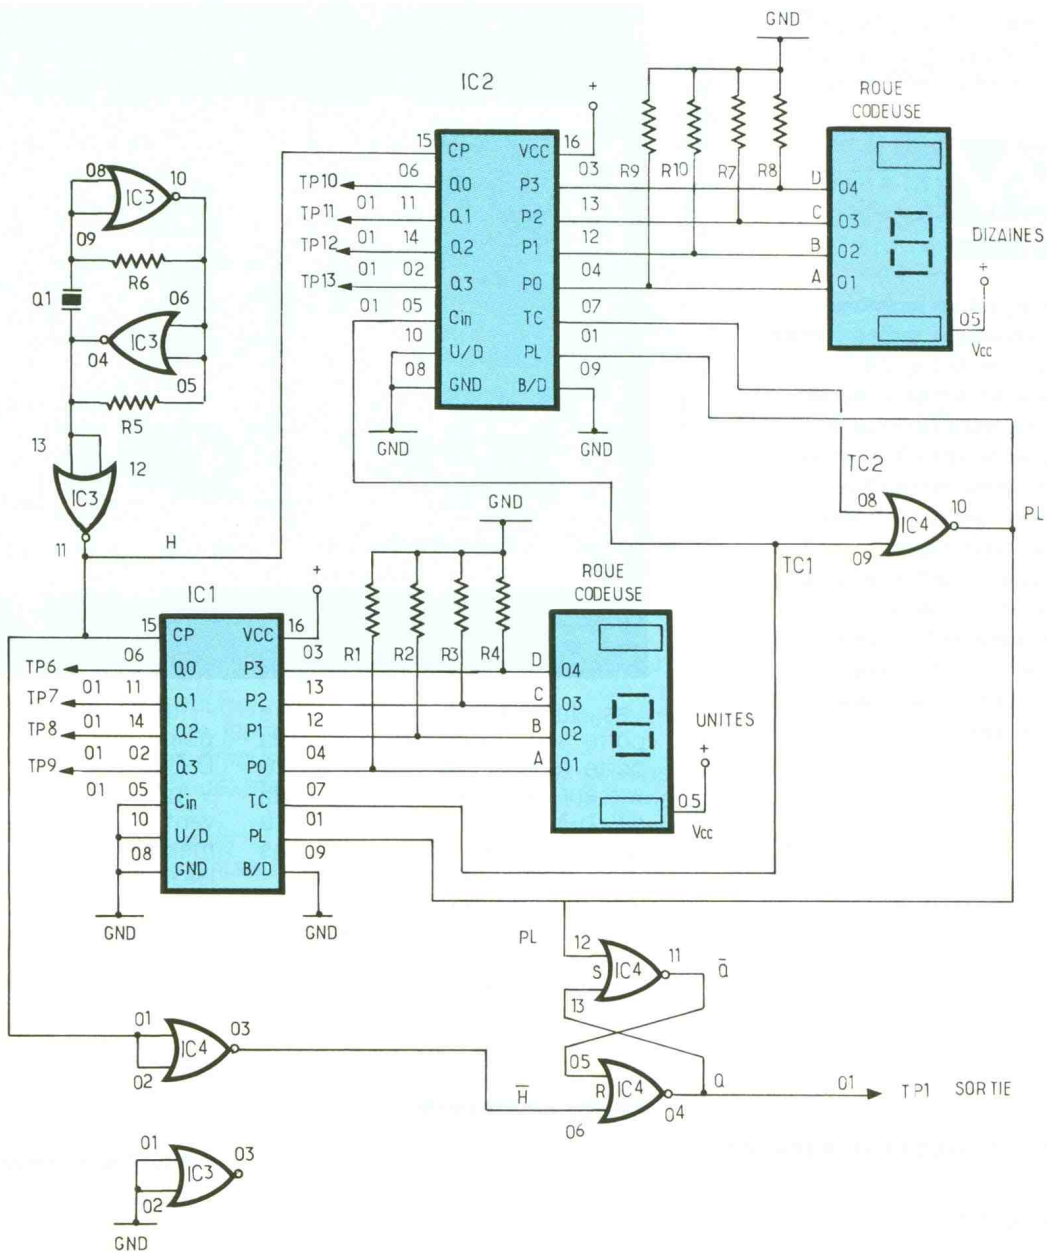 GND
IC2
ROUE
CODEUSE
+
15 CP VCC 16
TP10 06 Q0 P3 03
TP11 01 11 Q1 P2 13
TP12 01 14 Q2 P1 12
TP13 01 02 Q3 P0 04
01 05 Cin TC 07
10 U/D PL 01
08 GND B/D 09
GND
GND
R9 R10 R7 R8
D 04
C 03
B 02
A 01
DIZAINES
+
05
Vcc
08 IC3 10
09
R6
Q1
06
IC3
04
05
R5
13
12
IC3
11
H
TC2
08 IC4 10
PL
TC1
09
GND
IC1
+
ROUE
CODEUSE
15 CP VCC 16
TP6 06 Q0 P3 03
TP7 01 11 Q1 P2 13
TP8 01 14 Q2 P1 12
TP9 01 02 Q3 P0 04
01 05 Cin TC 07
10 U/D PL 01
08 GND B/D 09
GND
GND
R1 R2 R3 R4
D 04
C 03
B 02
A 01
UNITES
+
05
Vcc
PL
12 IC4 11 Q̅
S
13
01 IC4 03
02
H̅
05
R IC4 04
06
Q
01
TP1 SORTIE
01 IC3 03
02
GND